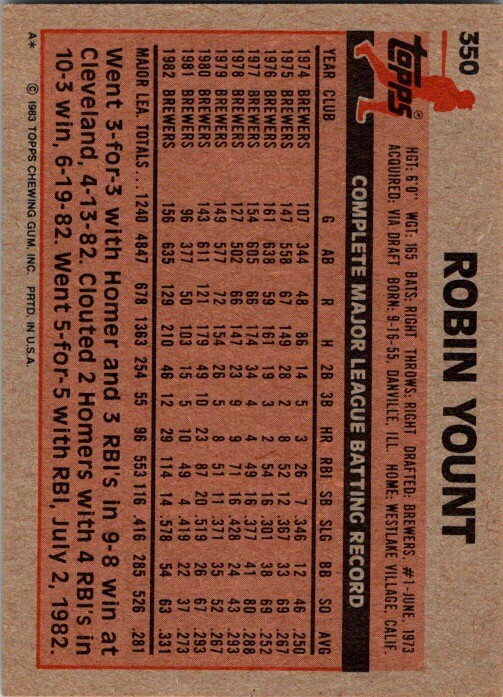 350
topps®
ROBIN YOUNT
HGT: 6'0" WGT: 165 BATS: RIGHT THROWS: RIGHT DRAFTED: BREWERS #1-JUNE, 1973
ACQUIRED: VIA DRAFT BORN: 9-16-55, DANVILLE, ILL. HOME: WESTLAKE VILLAGE, CALIF.
COMPLETE MAJOR LEAGUE BATTING RECORD
YEAR CLUB G AB R H 2B 3B HR RBI SB SLG BB SO AVG
1974 BREWERS 107 344 48 86 14 5 3 26 7 .346 12 46 .250
1975 BREWERS 147 558 67 149 28 2 8 52 12 .367 33 69 .267
1976 BREWERS 161 638 59 161 19 3 2 54 16 .301 38 69 .252
1977 BREWERS 154 605 66 174 34 4 9 49 16 .377 41 80 .288
1978 BREWERS 127 502 66 147 23 9 9 71 16 .428 24 43 .293
1979 BREWERS 149 577 72 154 26 5 8 51 11 .371 35 52 .267
1980 BREWERS 143 611 121 179 49 10 23 87 20 .519 26 67 .293
1981 BREWERS 96 377 50 103 15 5 10 49 4 .419 22 37 .273
1982 BREWERS 156 635 129 210 46 12 29 114 14 .578 54 63 .331
MAJOR LEA. TOTALS... 1240 4847 678 1363 254 55 96 553 116 .416 285 526 .281
Went 3-for-3 with Homer and 3 RBI's in 9-8 win at
Cleveland, 4-13-82. Clouted 2 Homers with 4 RBI's in
10-3 win, 6-19-82. Went 5-for-5 with RBI, July 2, 1982.
A* © 1983 TOPPS CHEWING GUM, INC. PRTD. IN U.S.A.